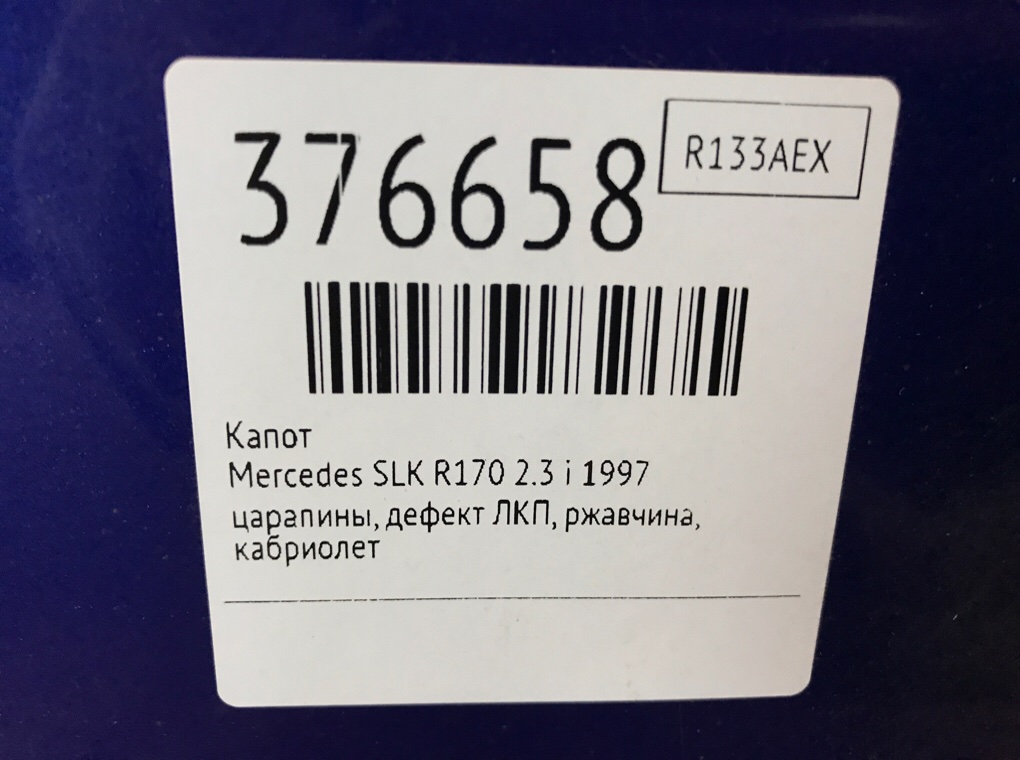 376658
R133AEX
Капот
Mercedes SLK R170 2.3 i 1997
царапины, дефект ЛКП, ржавчина,
кабриолет